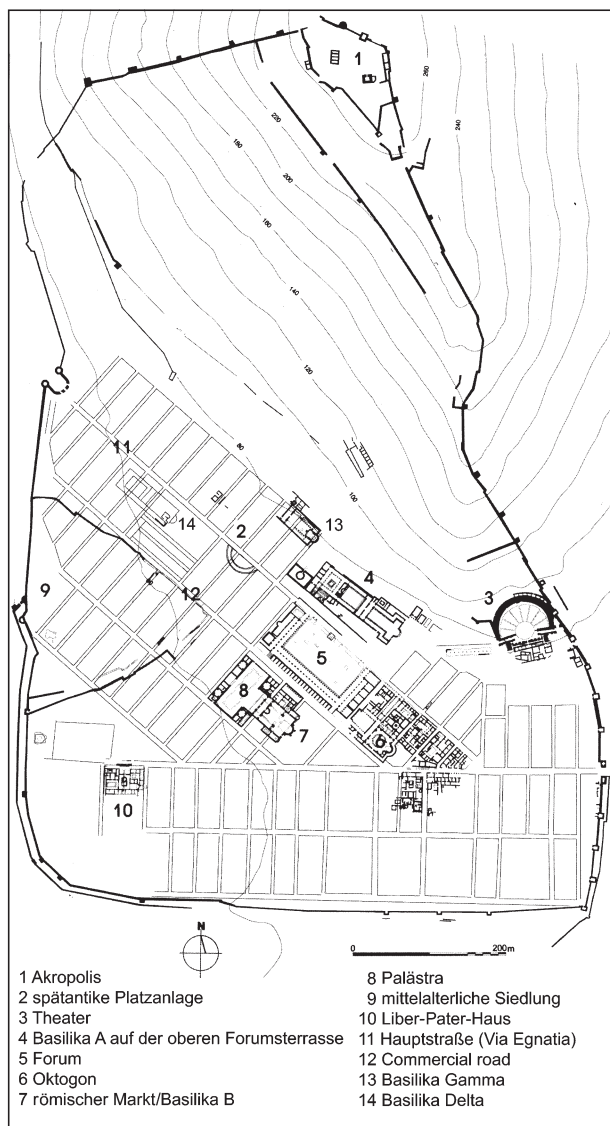 1
260
240
220
200
180
160
140
120
100
80
11
14
2
13
4
12
3
9
5
8
6
7
10
N
0 200m
1 Akropolis
2 spätantike Platzanlage
3 Theater
4 Basilika A auf der oberen Forumsterrasse
5 Forum
6 Oktogon
7 römischer Markt/Basilika B
8 Palästra
9 mittelalterliche Siedlung
10 Liber-Pater-Haus
11 Hauptstraße (Via Egnatia)
12 Commercial road
13 Basilika Gamma
14 Basilika Delta